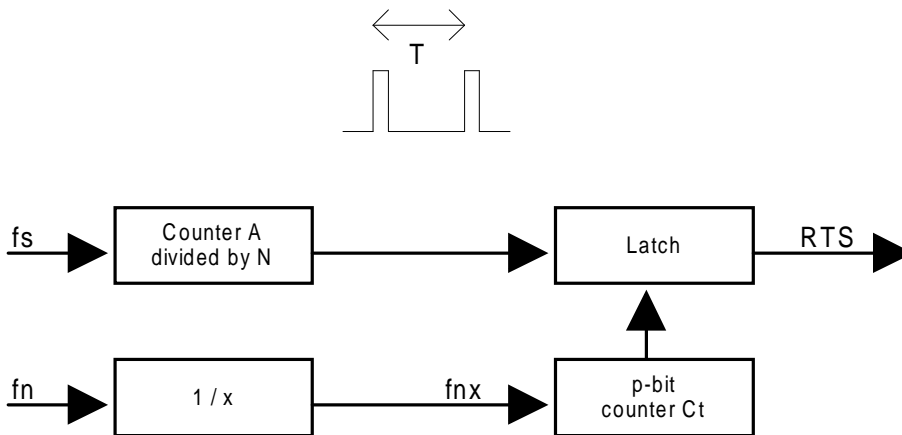 T
fs
Counter A
divided by N
Latch
RTS
fn
1 / x
fnx
p-bit
counter Ct